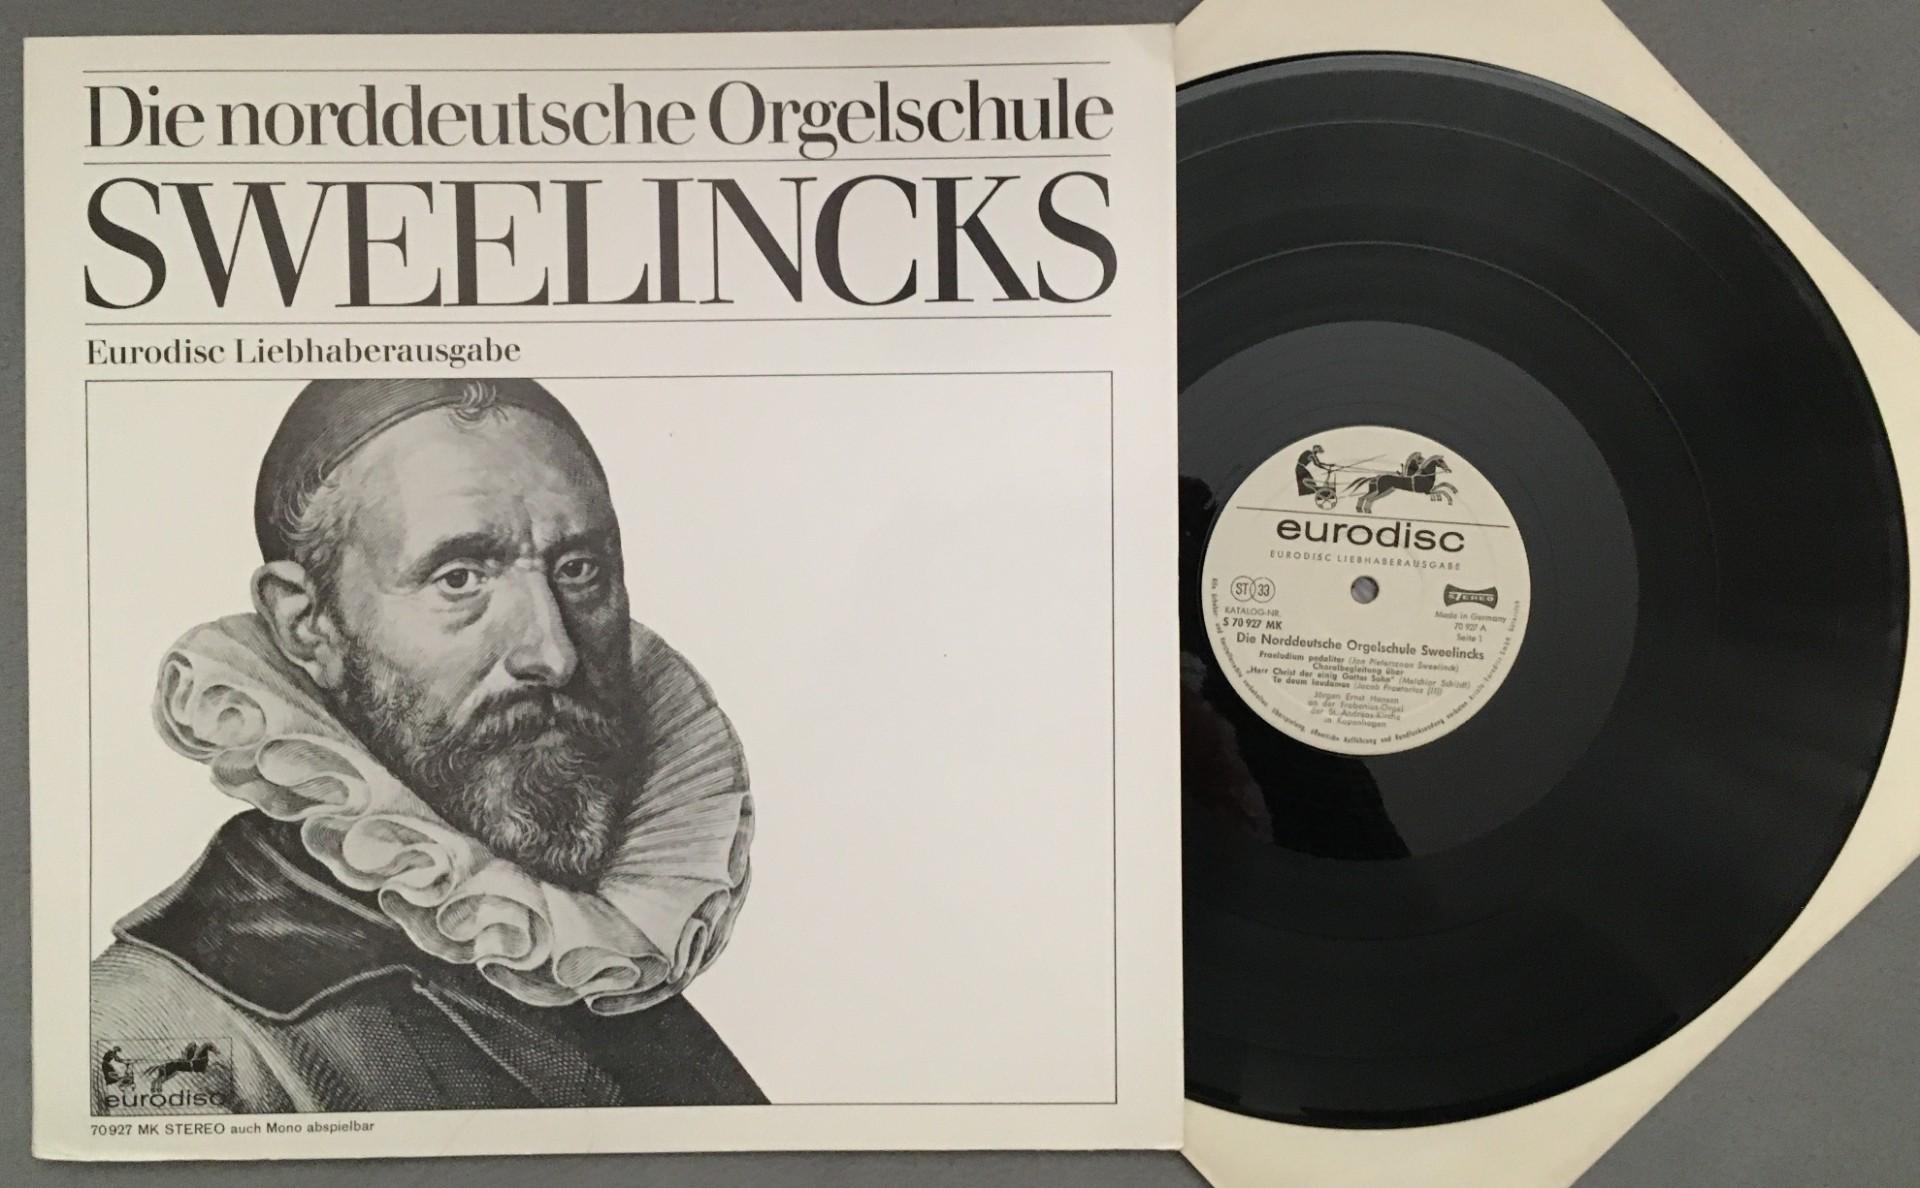 Die norddeutsche Orgelschule
SWEELINCKS
Eurodisc Liebhaberausgabe
eurodisc
70927 MK STEREO auch Mono abspielbar
eurodisc
EURODISC LIEBHABERAUSGABE
ST 33
STEREO
KATALOG-NR.
S 70 927 MK
Made in Germany
70 927 A
Seite 1
Die Norddeutsche Orgelschule Sweelincks
Praeludium pedaliter (Jan Pieterszoon Sweelinck)
Choralbegleitung über
„Herr Christ der einig Gottes Sohn" (Melchior Schildt)
Te deum laudamus (Jacob Praetorius [II])
Jörgen Ernst Hansen
an der Frobenius-Orgel
der St.-Andreas-Kirche
in Kopenhagen